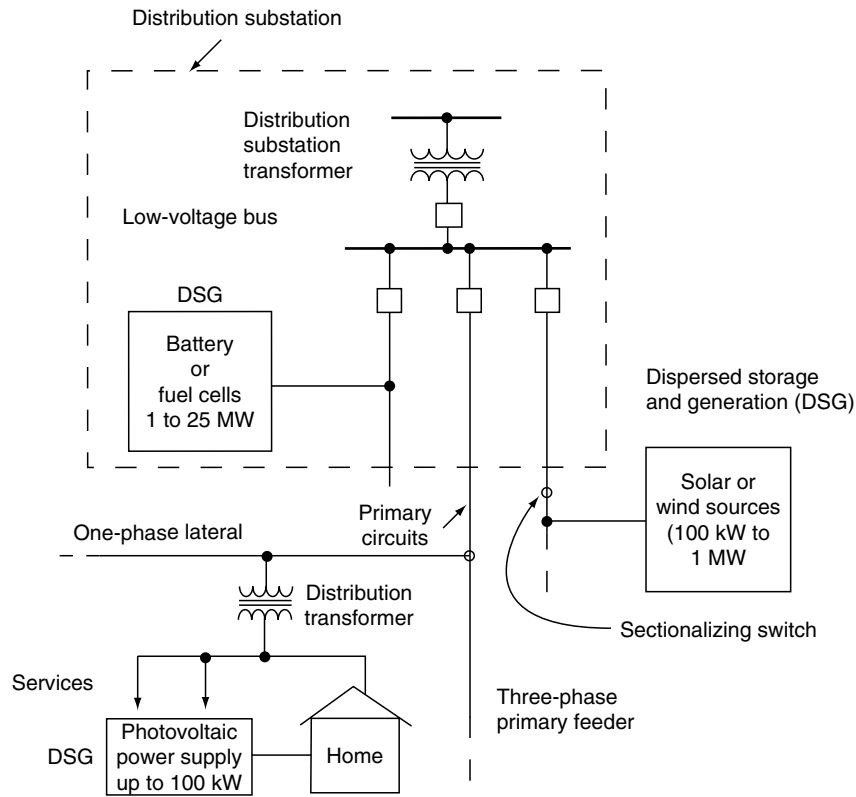 Distribution substation
Distribution
substation
transformer
Low-voltage bus
DSG
Battery
or
fuel cells
1 to 25 MW
Dispersed storage
and generation (DSG)
Solar or
wind sources
(100 kW to
1 MW
Primary
circuits
One-phase lateral
Distribution
transformer
Sectionalizing switch
Services
Three-phase
primary feeder
DSG
Photovoltaic
power supply
up to 100 kW
Home